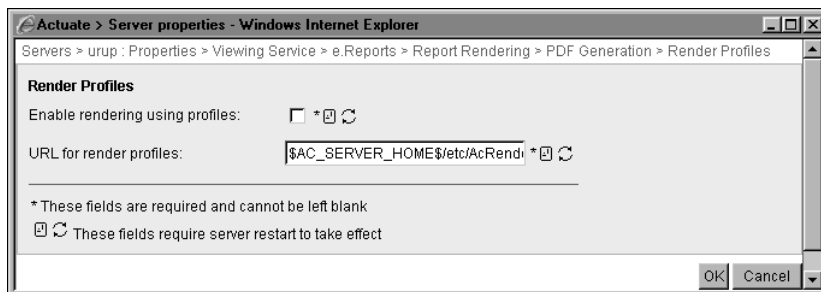 Actuate > Server properties - Windows Internet Explorer
Servers > urup : Properties > Viewing Service > e.Reports > Report Rendering > PDF Generation > Render Profiles
Render Profiles
Enable rendering using profiles: *
URL for render profiles: $AC_SERVER_HOME$/etc/AcRend *
* These fields are required and cannot be left blank
These fields require server restart to take effect
OK Cancel